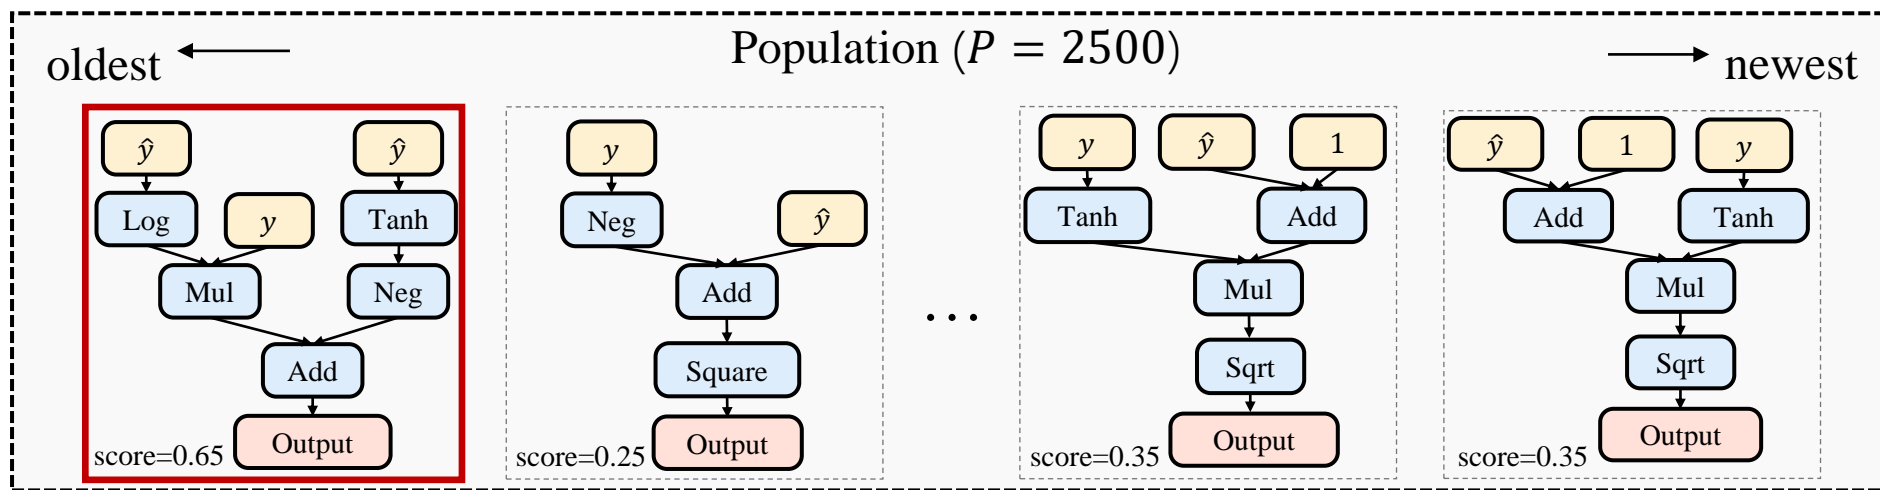 oldest
Population (P = 2500)
newest
ŷ
ŷ
Log
y
Tanh
Mul
Neg
Add
Output
score=0.65
y
Neg
ŷ
Add
Square
Output
score=0.25
...
y
ŷ
1
Tanh
Add
Mul
Sqrt
Output
score=0.35
ŷ
1
y
Add
Tanh
Mul
Sqrt
Output
score=0.35